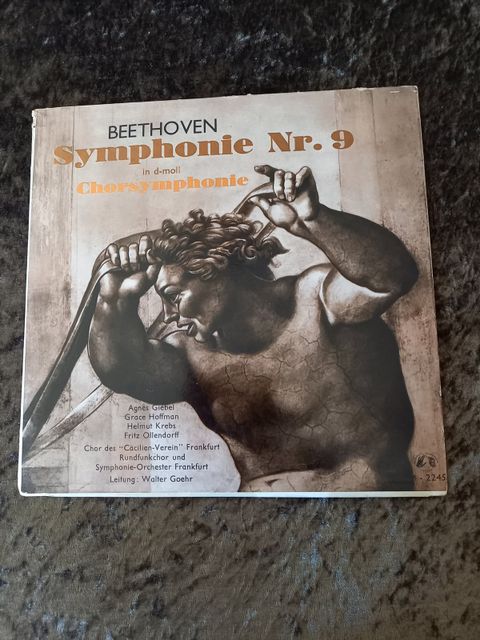 BEETHOVEN
Symphonie Nr. 9
in d-moll
Chorsymphonie
Agnes Giebel
Grace Hoffman
Helmut Krebs
Fritz Ollendorff
Chor des "Cäcilien-Verein" Frankfurt
Rundfunkchor und
Symphonie-Orchester Frankfurt
Leitung: Walter Goehr
- 2245